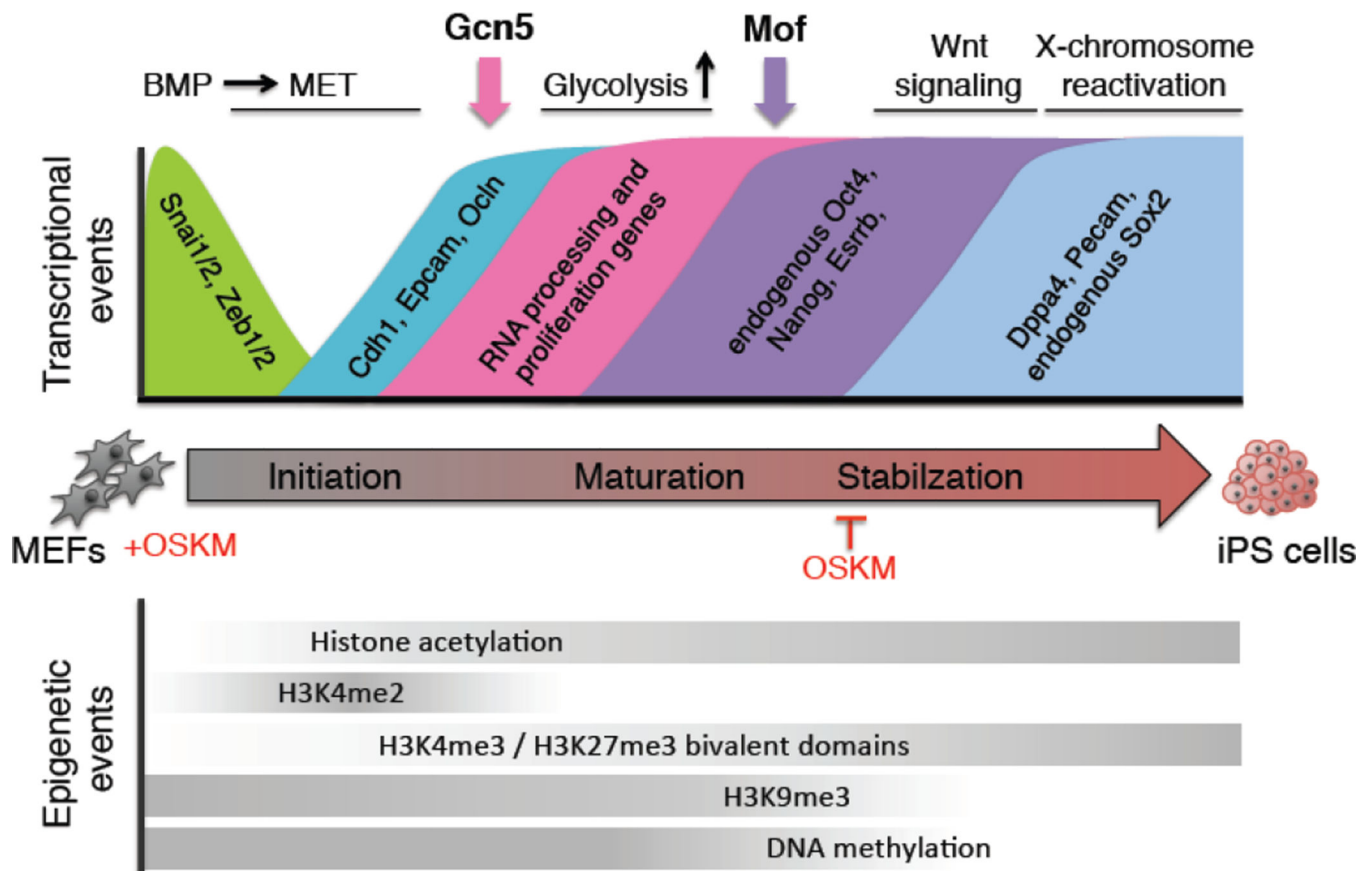 Gcn5
Mof
BMP → MET
Glycolysis
Wnt
signaling
X-chromosome
reactivation
Transcriptional
events
Snai1/2, Zeb1/2
Cdh1, Epcam, Ocln
RNA processing and
proliferation genes
endogenous Oct4,
Nanog, Esrrb,
Dppa4, Pecam,
endogenous Sox2
Initiation
Maturation
Stabilzation
MEFs
+OSKM
OSKM
iPS cells
Epigenetic
events
Histone acetylation
H3K4me2
H3K4me3 / H3K27me3 bivalent domains
H3K9me3
DNA methylation